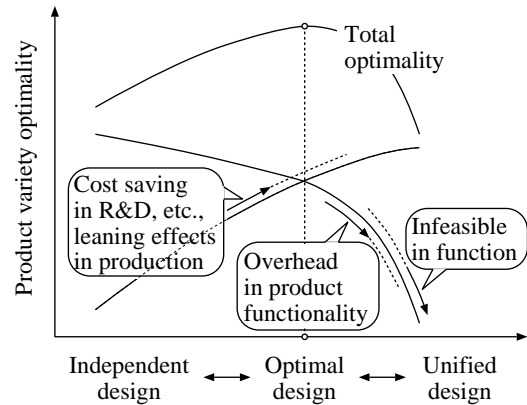 Product variety optimality
Total
optimality
Cost saving
in R&D, etc.,
leaning effects
in production
Overhead
in product
functionality
Infeasible
in function
Independent
design
Optimal
design
Unified
design